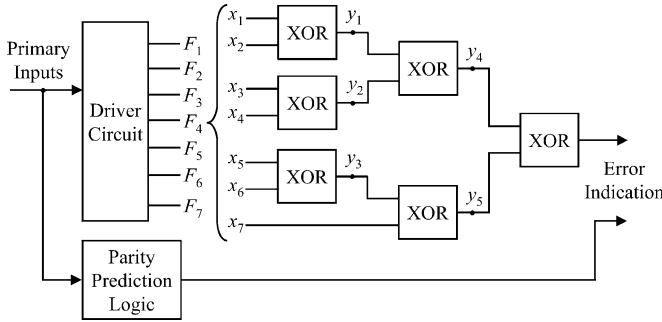 Primary
Inputs
Driver
Circuit
F1
F2
F3
F4
F5
F6
F7
x1
x2
x3
x4
x5
x6
x7
XOR
XOR
XOR
y1
y2
y3
XOR
XOR
y4
y5
XOR
Error
Indication
Parity
Prediction
Logic